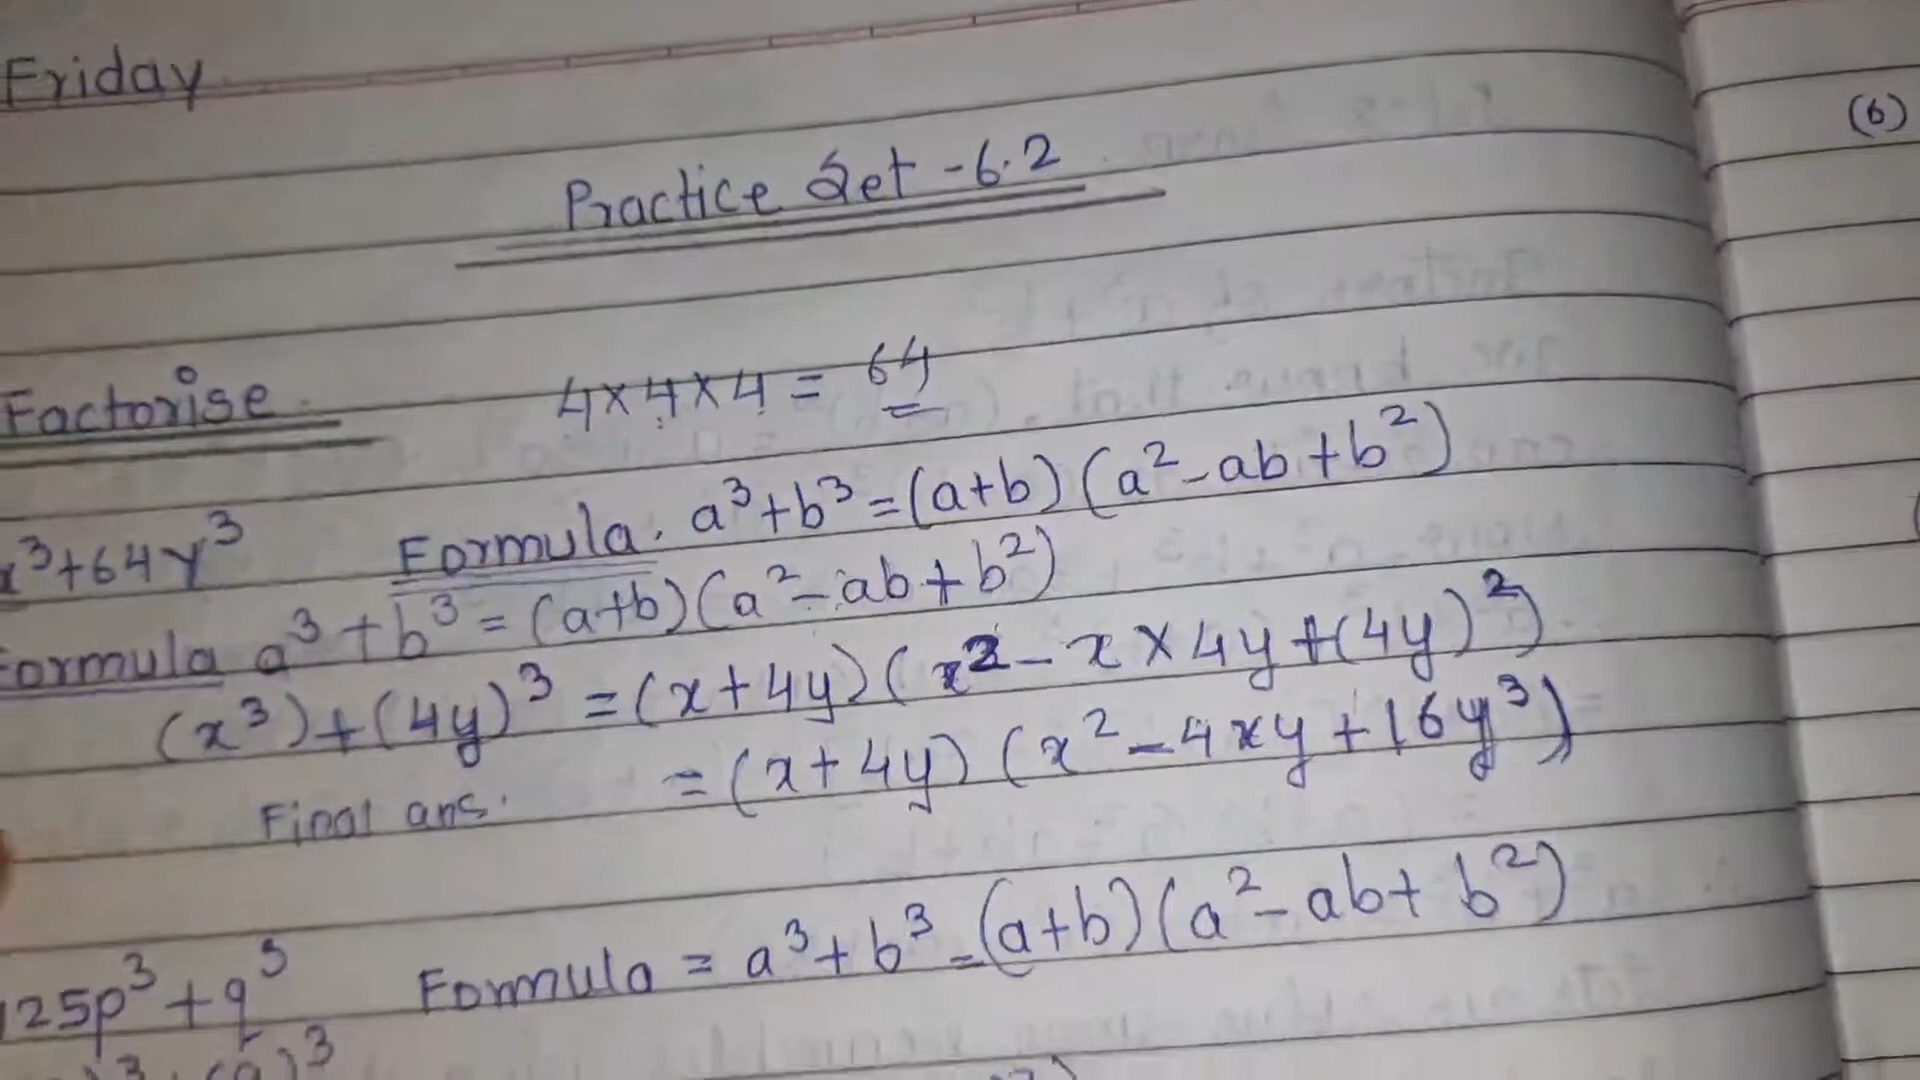 Friday
Practice Set - 6.2
(6)
Factorise 4×4×4 = 64
x³+64y³ Formula. a³+b³=(a+b)(a²-ab+b²)
Formula a³+b³=(a+b)(a²-ab+b²)
(x³)+(4y)³ =(x+4y)(x²-x×4y+(4y)²)
=(x+4y)(x²-4xy+16y³)
Final ans.
125p³+q³ Formula = a³+b³=(a+b)(a²-ab+b²)